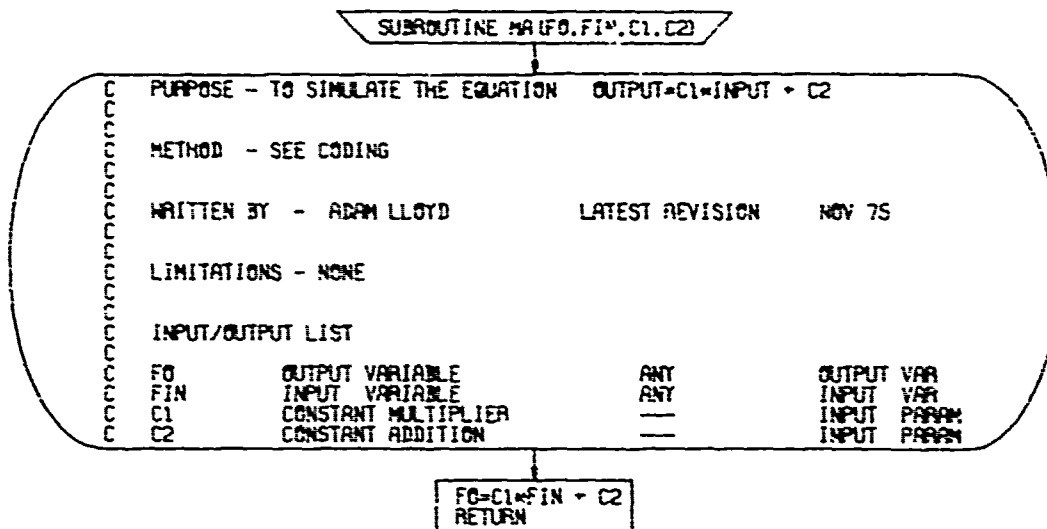 SUBROUTINE MA(FO,FIN,C1,C2)
C PURPOSE - TO SIMULATE THE EQUATION OUTPUT=C1*INPUT + C2
C
C
C METHOD - SEE CODING
C
C
C WRITTEN BY - ADAM LLOYD LATEST REVISION NOV 75
C
C
C LIMITATIONS - NONE
C
C
C INPUT/OUTPUT LIST
C
C FO OUTPUT VARIABLE ANY OUTPUT VAR
C FIN INPUT VARIABLE ANY INPUT VAR
C C1 CONSTANT MULTIPLIER --- INPUT PARAM
C C2 CONSTANT ADDITION --- INPUT PARAM
FO=C1*FIN + C2
RETURN